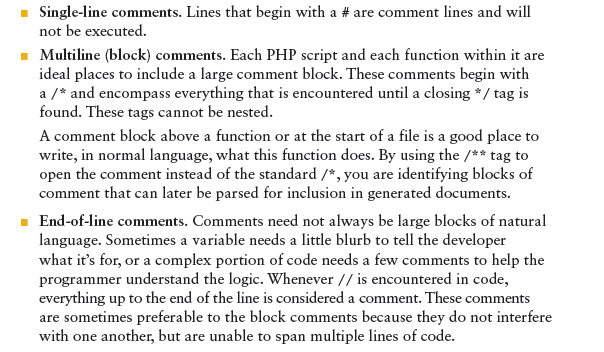 Single-line comments. Lines that begin with a # are comment lines and will
not be executed.
Multiline (block) comments. Each PHP script and each function within it are
ideal places to include a large comment block. These comments begin with
a /* and encompass everything that is encountered until a closing */ tag is
found. These tags cannot be nested.
A comment block above a function or at the start of a file is a good place to
write, in normal language, what this function does. By using the /** tag to
open the comment instead of the standard /*, you are identifying blocks of
comment that can later be parsed for inclusion in generated documents.
End-of-line comments. Comments need not always be large blocks of natural
language. Sometimes a variable needs a little blurb to tell the developer
what it's for, or a complex portion of code needs a few comments to help the
programmer understand the logic. Whenever // is encountered in code,
everything up to the end of the line is considered a comment. These comments
are sometimes preferable to the block comments because they do not interfere
with one another, but are unable to span multiple lines of code.